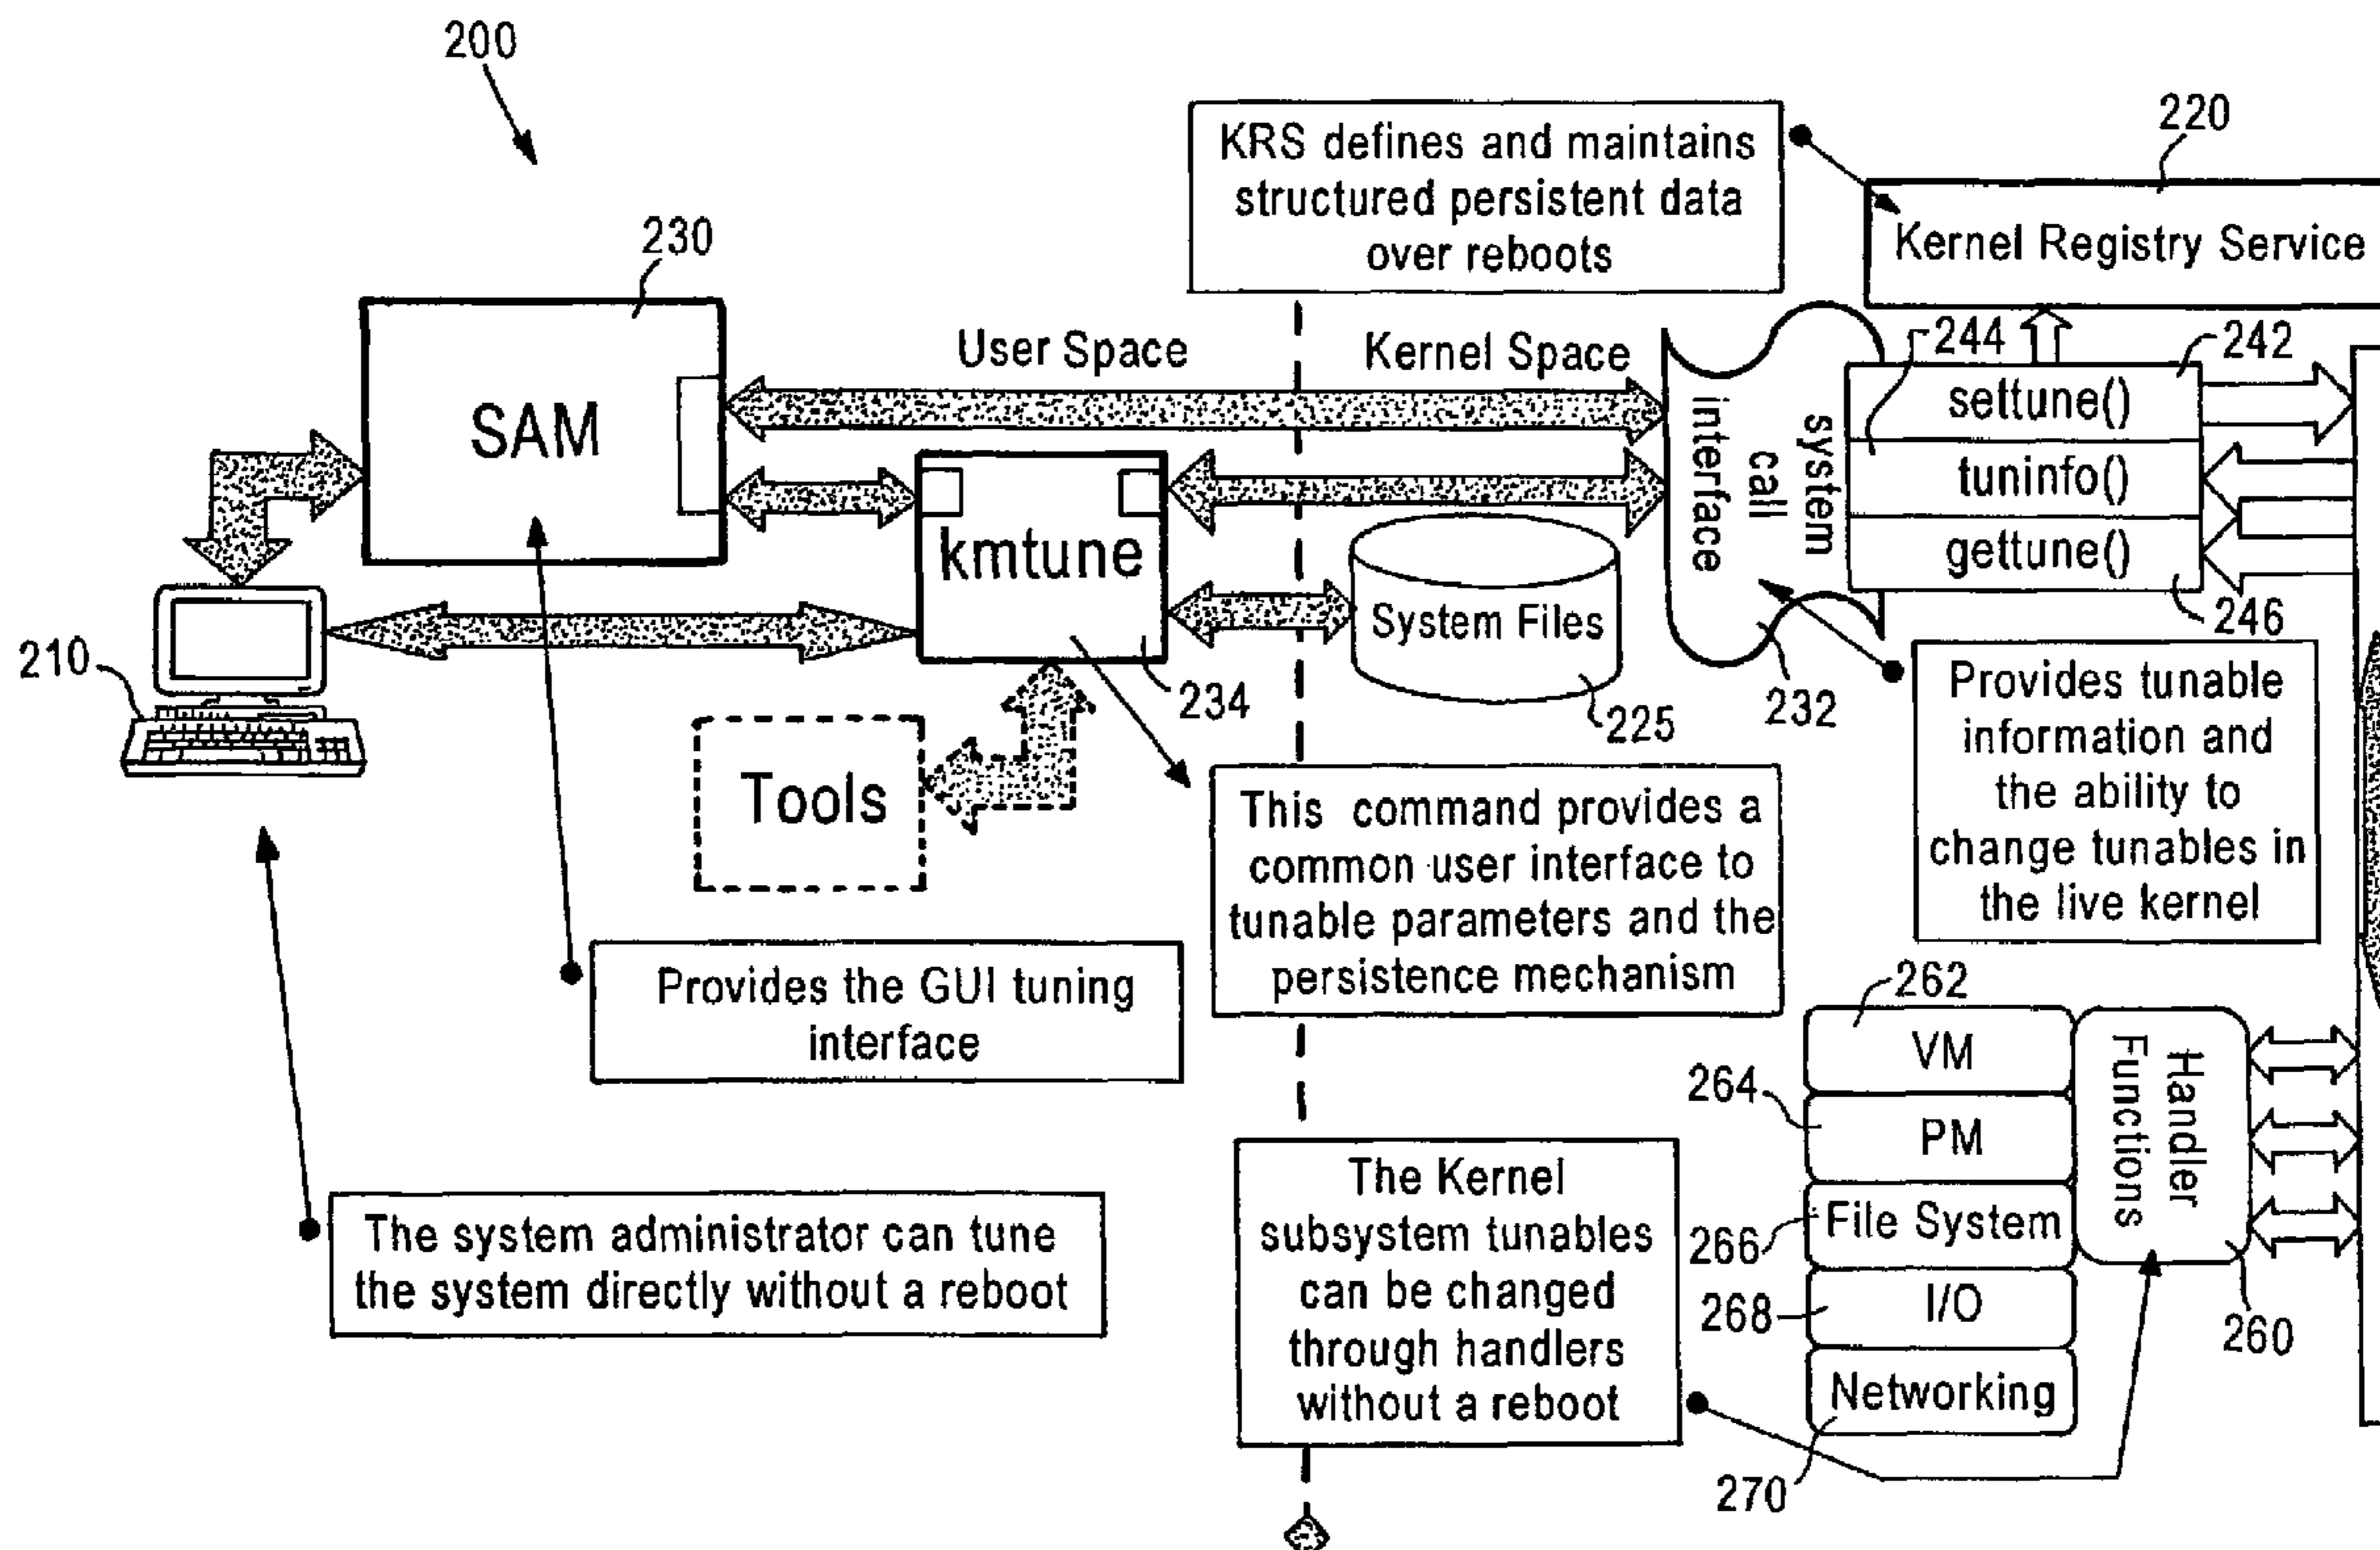 200
KRS defines and maintains
structured persistent data
over reboots
220
Kernel Registry Service
230
SAM
User Space
Kernel Space
system
call
interface
244
242
settune()
tuninfo()
gettune()
246
kmtune
234
System Files
225
232
210
Tools
Provides tunable
information and
the ability to
change tunables in
the live kernel
This command provides a
common user interface to
tunable parameters and the
persistence mechanism
Provides the GUI tuning
interface
The system administrator can tune
the system directly without a reboot
The Kernel
subsystem tunables
can be changed
through handlers
without a reboot
262
VM
264
PM
266
File System
268
I/O
270
Networking
Handler
Functions
260